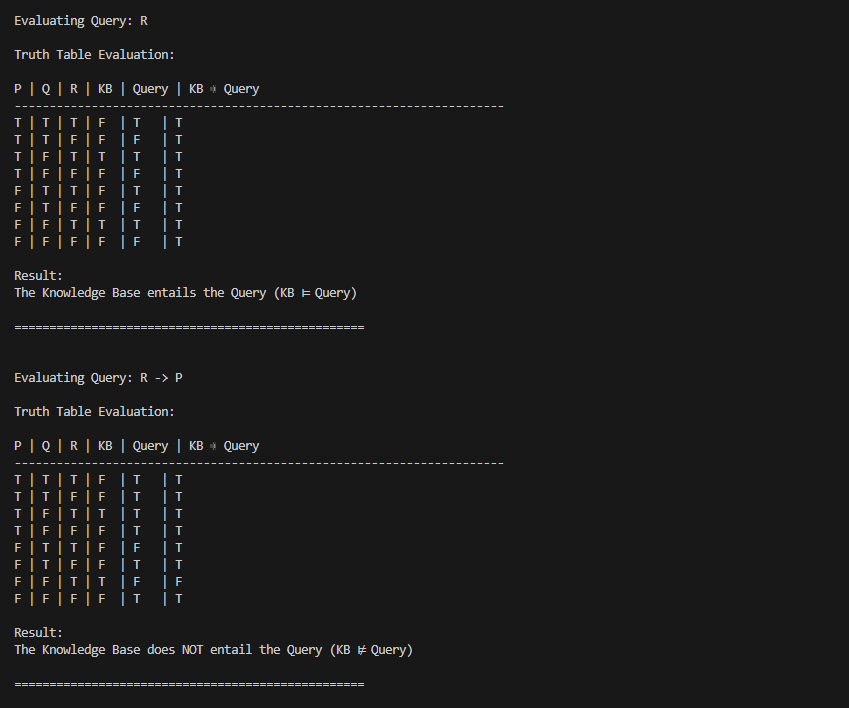 Evaluating Query: R
Truth Table Evaluation:
P | Q | R | KB | Query | KB ⇒ Query
----------------------------------------------------------------------
T | T | T | F  | T   | T
T | T | F | F  | F   | T
T | F | T | T  | T   | T
T | F | F | F  | F   | T
F | T | T | F  | T   | T
F | T | F | F  | F   | T
F | F | T | T  | T   | T
F | F | F | F  | F   | T
Result:
The Knowledge Base entails the Query (KB ⊨ Query)
==================================================
Evaluating Query: R -> P
Truth Table Evaluation:
P | Q | R | KB | Query | KB ⇒ Query
----------------------------------------------------------------------
T | T | T | F  | T   | T
T | T | F | F  | T   | T
T | F | T | T  | T   | T
T | F | F | F  | T   | T
F | T | T | F  | F   | T
F | T | F | F  | T   | T
F | F | T | T  | F   | F
F | F | F | F  | T   | T
Result:
The Knowledge Base does NOT entail the Query (KB ⊭ Query)
==================================================